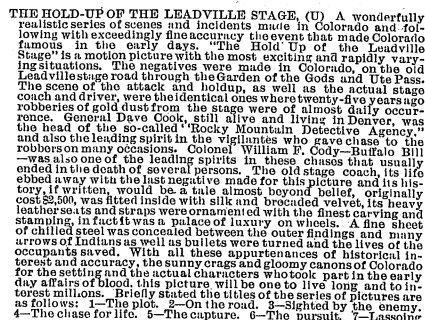 THE HOLD-UP OF THE LEADVILLE STAGE, (U) A wonderfully
realistic series of scenes and incidents made in Colorado and fol-
lowing with exceedingly fine accuracy the event that made Colorado
famous in the early days. "The Hold Up of the Leadville
Stage" is a motion picture with the most exciting and rapidly vary-
ing situations. The negatives were made in Colorado, on the old
Leadville stage road through the Garden of the Gods and Ute Pass.
The scene of the attack and holdup, as well as the actual stage
coach and driver, were the identical ones where twenty-five years ago
robberies of gold dust from the stage were of almost daily occur-
rence. General Dave Cook, still alive and living in Denver, was
the head of the so-called "Rocky Mountain Detective Agency,"
and also the leading spirit in the vigilantes who gave chase to the
robbers on many occasions. Colonel William F. Cody—Buffalo Bill
—was also one of the leading spirits in these chases that usually
ended in the death of several persons. The old stage coach, its life
ebbed away with the last negative made for this picture and its his-
tory, if written, would be a tale almost beyond belief, originally
cost $2,500, was fitted inside with silk and brocaded velvet, its heavy
leather seats and straps were ornamented with the finest carving and
stamping, in fact it was a palace of luxury on wheels. A fine sheet
of chilled steel was concealed between the outer findings and many
arrows of Indians as well as bullets were turned and the lives of the
occupants saved. With all these appurtenances of historical in-
terest and accuracy, the sunny crags and gloomy canons of Colorado
for the setting and the actual characters who took part in the early
day affairs of blood, this picture will be one to live long and to in-
terest millions. Briefly stated the titles of the series of pictures are
as follows: 1—The plot. 2—On the road. 3—Sighted by the enemy.
4—The chase for life. 5—The capture. 6—The pursuit. 7—Lassoing